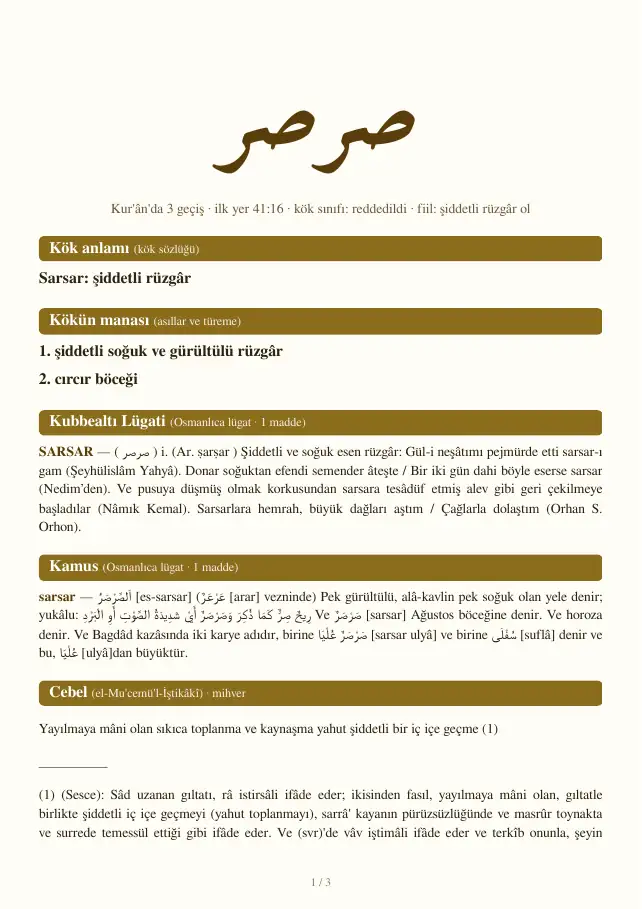 صرصر
Kur'ân'da 3 geçiş · ilk yer 41:16 · kök sınıfı: reddedildi · fiil: şiddetli rüzgâr ol
Kök anlamı (kök sözlüğü)
Sarsar: şiddetli rüzgâr
Kökün manası (asıllar ve türeme)
1. şiddetli soğuk ve gürültülü rüzgâr
2. cırcır böceği
Kubbealtı Lügati (Osmanlıca lügat · 1 madde)
SARSAR — ( صرصر ) i. (Ar. ṣarṣar ) Şiddetli ve soğuk esen rüzgâr: Gül-i neşâtımı pejmürde etti sarsar-ı
gam (Şeyhülislâm Yahyâ). Donar soğuktan efendi semender âteşte / Bir iki gün dahi böyle eserse sarsar
(Nedim'den). Ve pusuya düşmüş olmak korkusundan sarsara tesâdüf etmiş alev gibi geri çekilmeye
başladılar (Nâmık Kemal). Sarsarlara hemrah, büyük dağları aştım / Çağlarla dolaştım (Orhan S.
Orhon).
Kamus (Osmanlıca lügat · 1 madde)
sarsar — اَلصَّرْصَرُ [es-sarsar] (عَرْعَرٌ [arar] vezninde) Pek gürültülü, alâ-kavlin pek soğuk olan yele denir;
yukâlu: رِيحٌ صِرٌّ كَمَا ذُكِرَ وَصَرْصَرٌ أَيْ شَدِيدَةُ الصَّوْتِ أَوِ الْبَرْدِ Ve صَرْصَرٌ [sarsar] Ağustos böceğine denir. Ve horoza
denir. Ve Bagdâd kazâsında iki karye adıdır, birine صَرْصَرُ عُلْيَا [sarsar ulyâ] ve birine سُفْلَى [suflâ] denir ve
bu, عُلْيَا [ulyâ]dan büyüktür.
Cebel (el-Mu'cemü'l-İştikâkî) · mihver
Yayılmaya mâni olan sıkıca toplanma ve kaynaşma yahut şiddetli bir iç içe geçme (1)
(1) (Sesce): Sâd uzanan gıltatı, râ istirsâli ifâde eder; ikisinden fasıl, yayılmaya mâni olan, gıltatle
birlikte şiddetli iç içe geçmeyi (yahut toplanmayı), sarrâ' kayanın pürüzsüzlüğünde ve masrûr toynakta
ve surrede temessül ettiği gibi ifâde eder. Ve (svr)'de vâv iştimâli ifâde eder ve terkîb onunla, şeyin
1 / 3